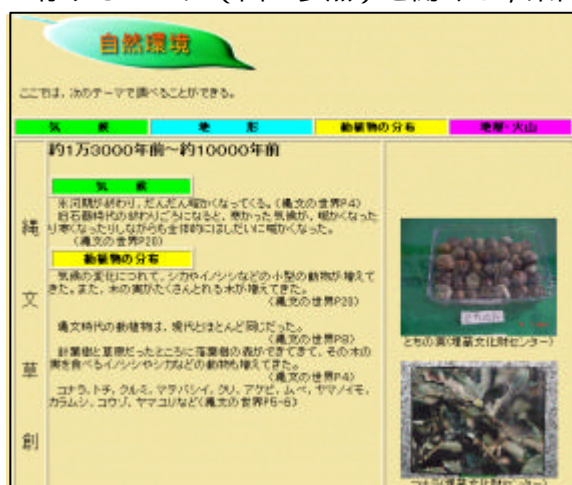 自然環境
ここでは、次のテーマで調べることができる。
気 候
地 形
動植物の分布
地層・火山
約1万3000年前～約10000年前
縄
文
草
創
気 候
氷河期が終わり、だんだん暖かくなってくる。(縄文の世界P4)
旧石器時代の終わりごろになると、寒かった気候が、暖かくなった
り寒くなったりしながらも全体的にはしだいに暖かくなった。
(縄文の世界P20)
動植物の分布
気候の変化につれて、シカやイノシシなどの小型の動物が増えて
きた。また、木の実がたくさんとれる木が増えてきた。
(縄文の世界P20)
縄文時代の動植物は、現代とほとんど同じだった。
(縄文の世界P8)
針葉樹と草原だったところに落葉樹の森ができてきて、その木の
実を食べるイノシシやシカなどの動物も増えてきた。
(縄文の世界P4)
コナラ、トチ、クルミ、マテバシイ、クリ、アケビ、ムベ、ヤマノイモ、
カラムシ、コウゾ、ヤマユリなど(縄文の世界P5-6)
とちの実
とちの実(埋蔵文化財センター)
コナラ(埋蔵文化財センター)